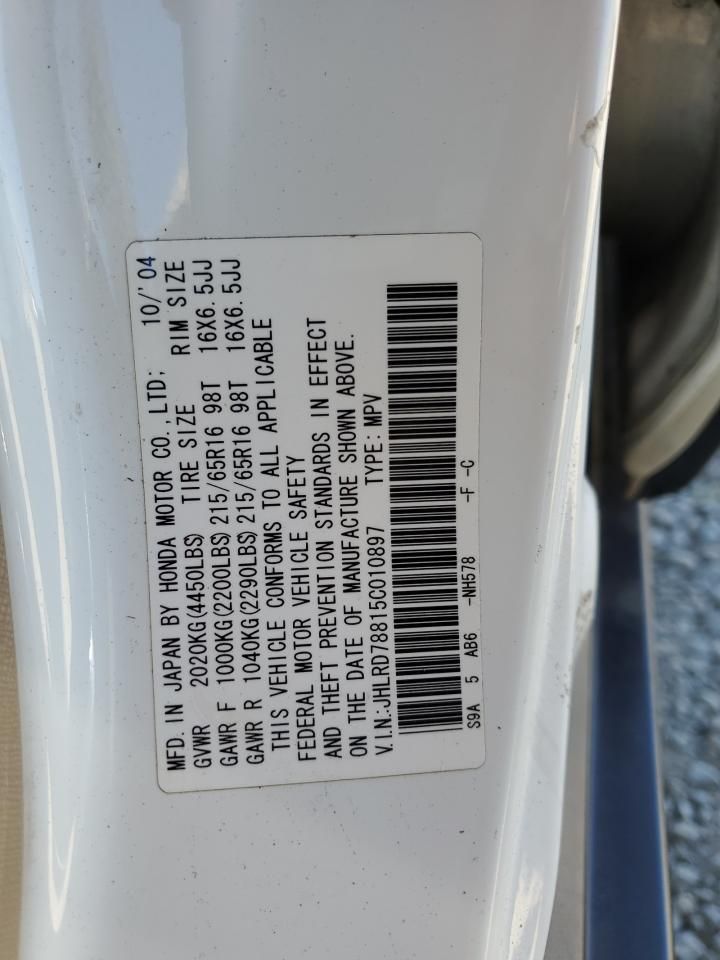 MFD. IN JAPAN BY HONDA MOTOR CO., LTD; 10/'04
GVWR 2020KG(4450LBS) TIRE SIZE RIM SIZE
GAWR F 1000KG(2200LBS) 215/65R16 98T 16X6.5JJ
GAWR R 1040KG(2290LBS) 215/65R16 98T 16X6.5JJ
THIS VEHICLE CONFORMS TO ALL APPLICABLE
FEDERAL MOTOR VEHICLE SAFETY
AND THEFT PREVENTION STANDARDS IN EFFECT
ON THE DATE OF MANUFACTURE SHOWN ABOVE.
V.I.N.:JHLRD78815C010897 TYPE: MPV
S9A 5 AB6 -NH578 -F -C